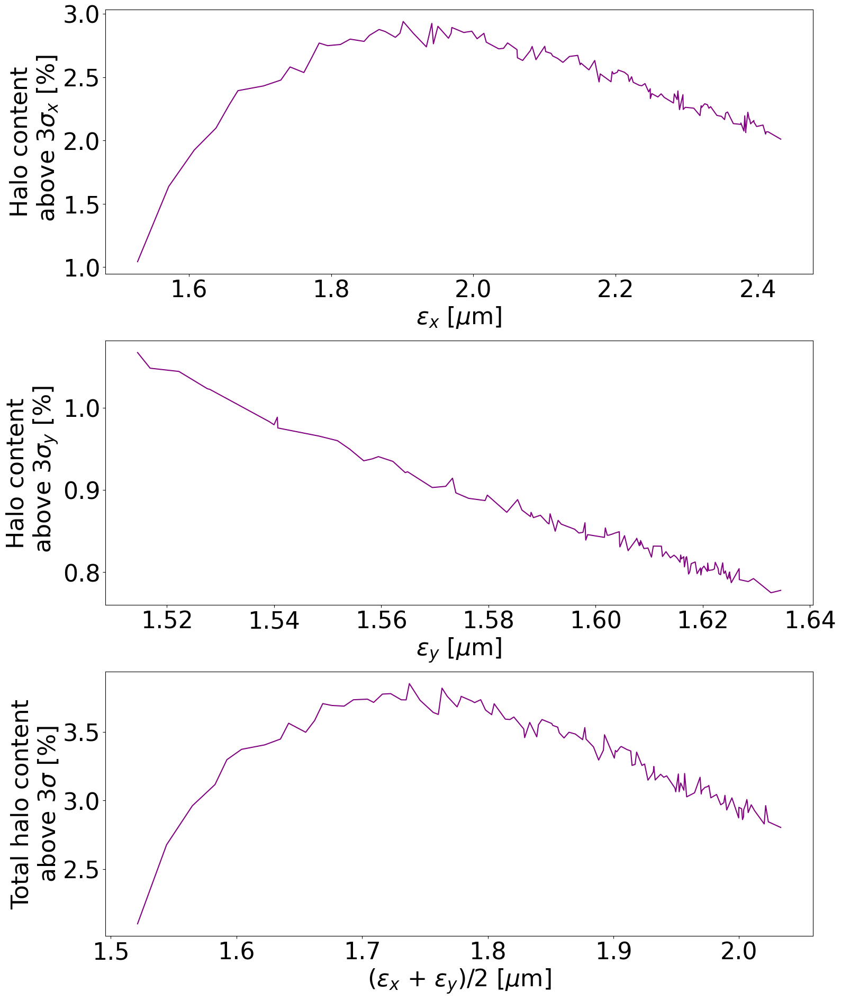 Halo content
above 3σₓ [%]
3.0
2.5
2.0
1.5
1.0
1.6 1.8 2.0 2.2 2.4
εₓ [μm]
Halo content
above 3σ_y [%]
1.0
0.9
0.8
1.52 1.54 1.56 1.58 1.60 1.62 1.64
ε_y [μm]
Total halo content
above 3σ [%]
3.5
3.0
2.5
1.5 1.6 1.7 1.8 1.9 2.0
(εₓ + ε_y)/2 [μm]